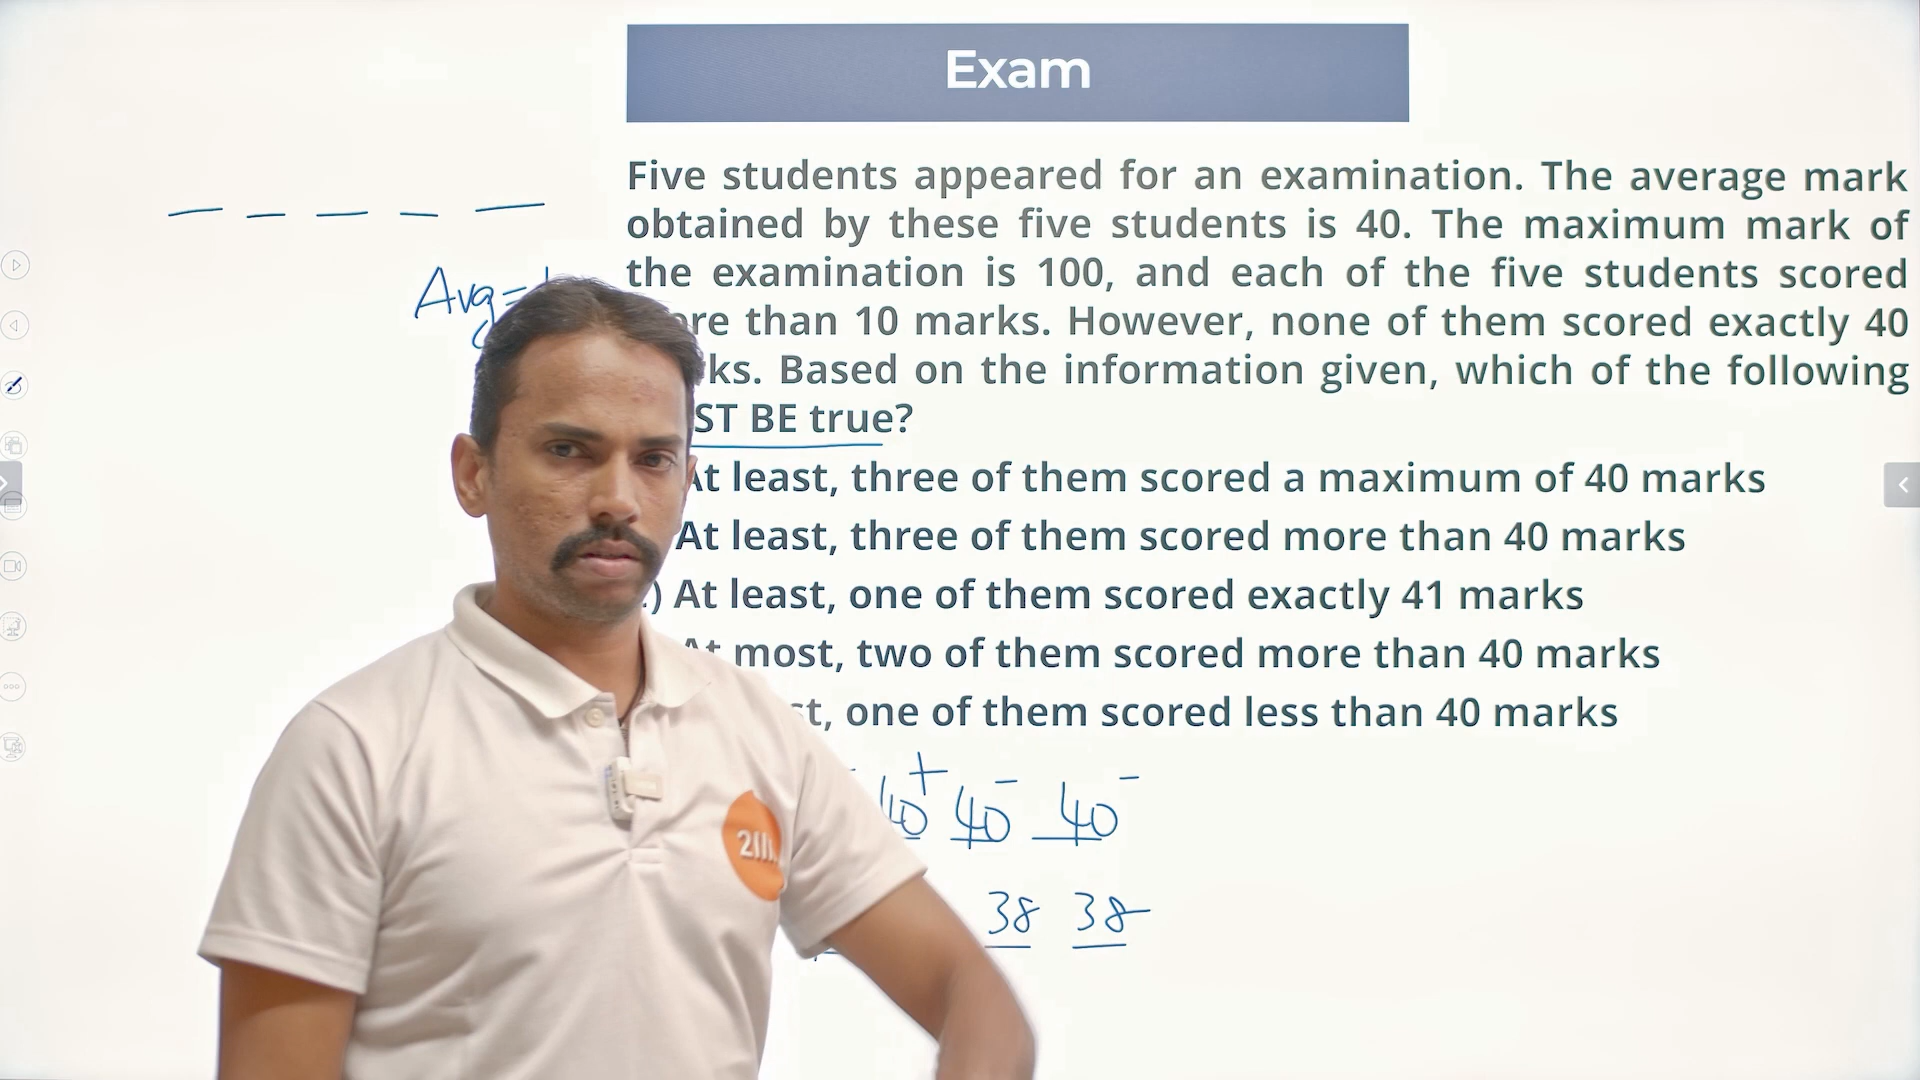 Exam
Five students appeared for an examination. The average mark
obtained by these five students is 40. The maximum mark of
the examination is 100, and each of the five students scored
than 10 marks. However, none of them scored exactly 40
Based on the information given, which of the following
BE true?
At least, three of them scored a maximum of 40 marks
At least, three of them scored more than 40 marks
) At least, one of them scored exactly 41 marks
most, two of them scored more than 40 marks
one of them scored less than 40 marks
Avg=
40+ 40- 40-
38 38